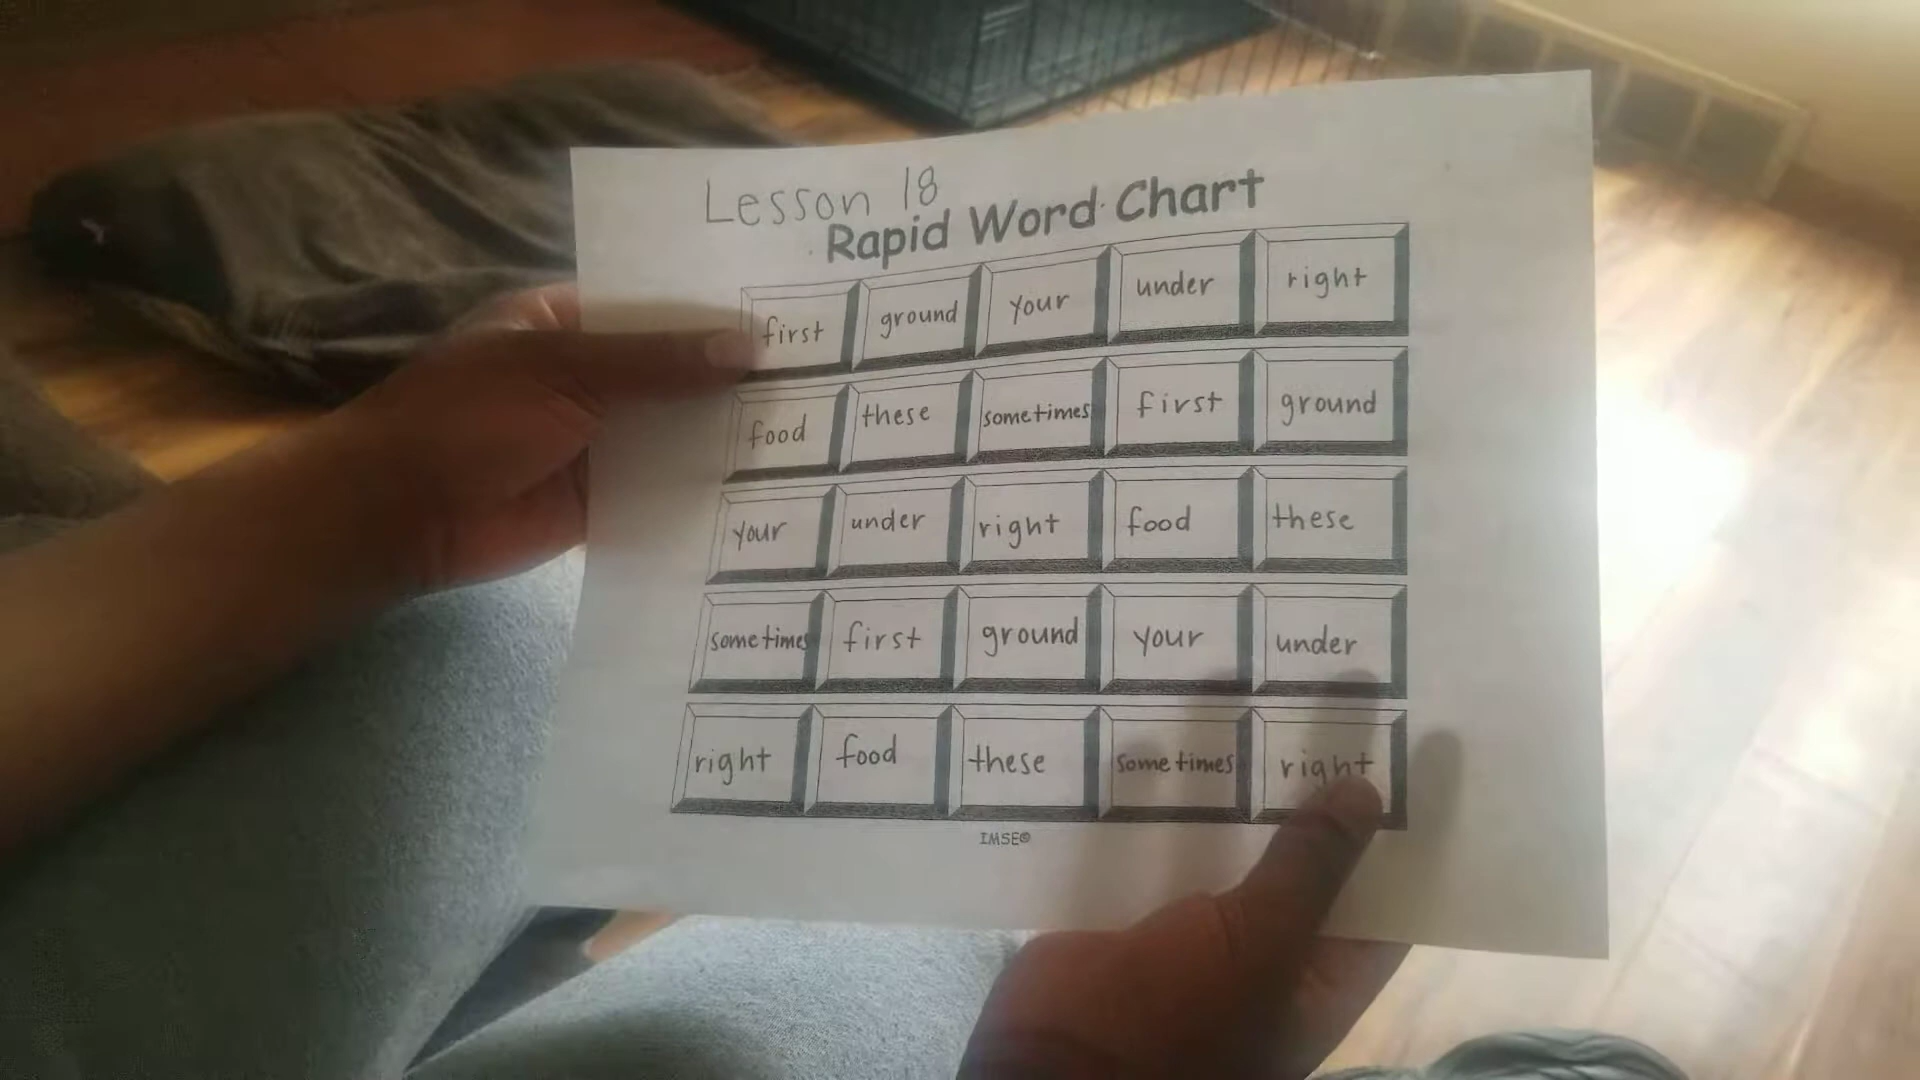 Lesson 18
Rapid Word Chart
first ground your under right
food these sometimes first ground
your under right food these
sometimes first ground your under
right food these sometimes right
IMSE©